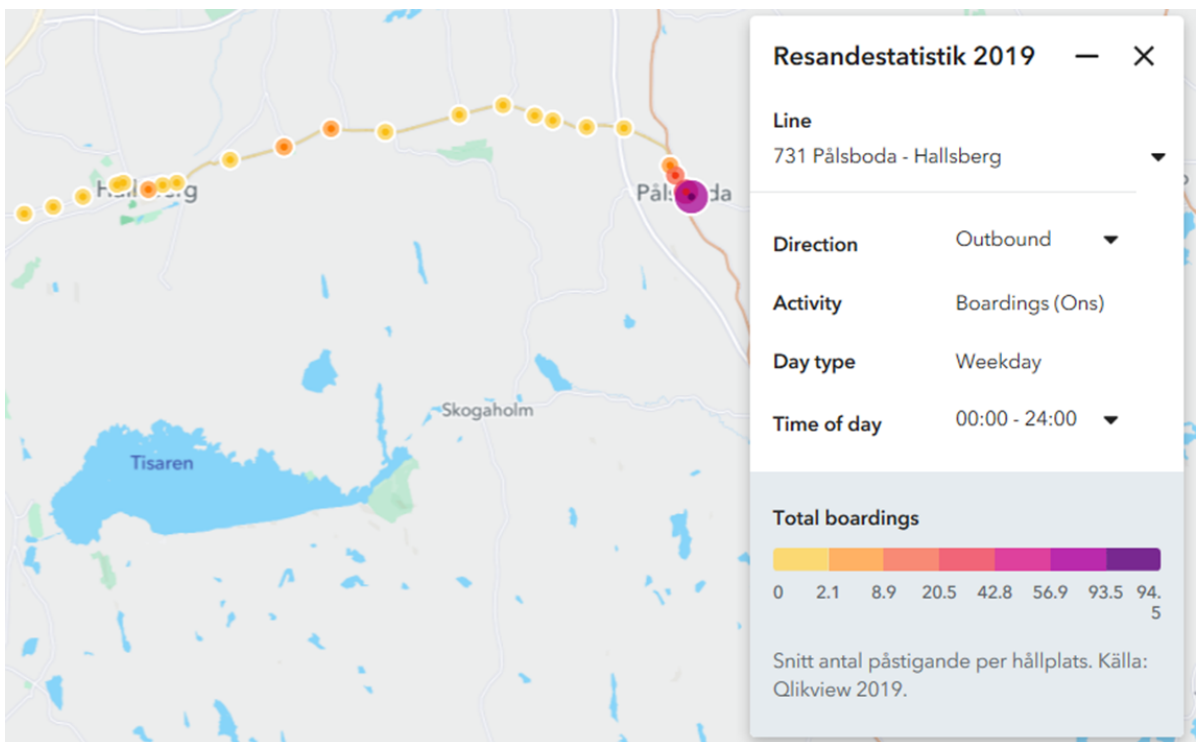 Hallsberg
Pålsboda
Skogaholm
Tisaren
Resandestatistik 2019
Line
731 Pålsboda - Hallsberg
Direction Outbound
Activity Boardings (Ons)
Day type Weekday
Time of day 00:00 - 24:00
Total boardings
0 2.1 8.9 20.5 42.8 56.9 93.5 94.
5
Snitt antal påstigande per hållplats. Källa:
Qlikview 2019.